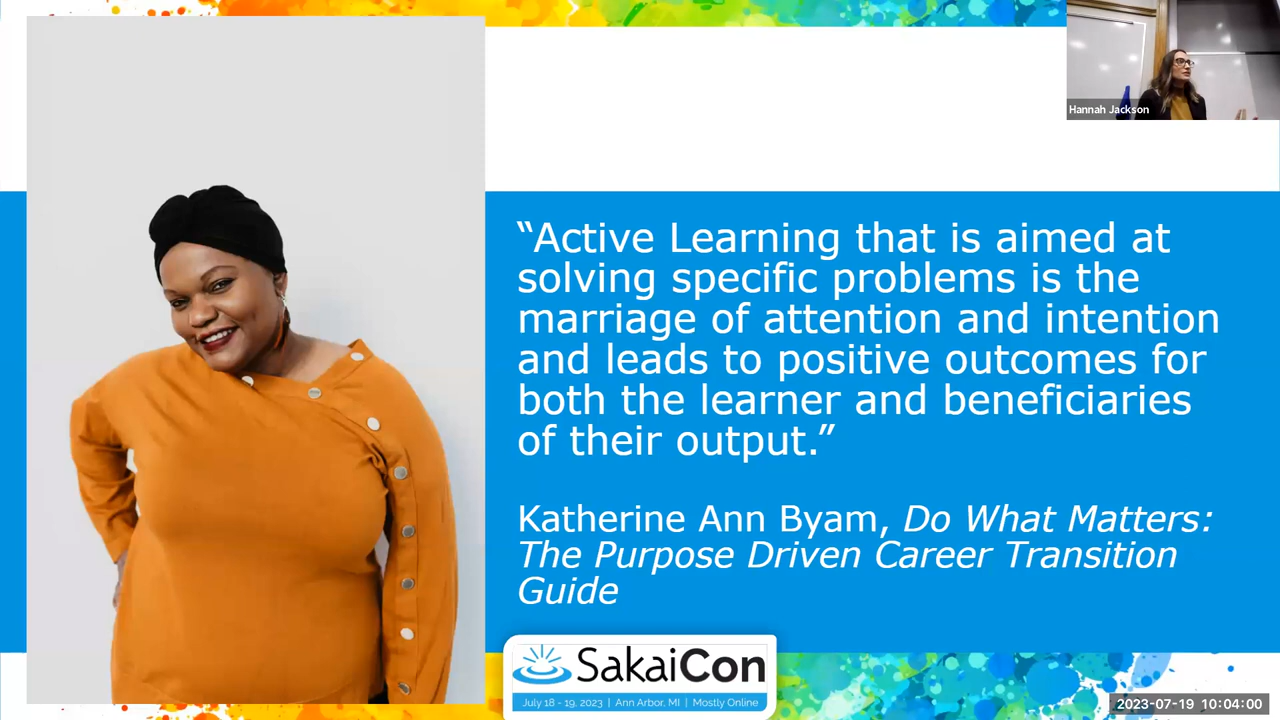 Hannah Jackson
“Active Learning that is aimed at
solving specific problems is the
marriage of attention and intention
and leads to positive outcomes for
both the learner and beneficiaries
of their output.”
Katherine Ann Byam, Do What Matters:
The Purpose Driven Career Transition
Guide
SakaiCon
July 18 - 19, 2023 | Ann Arbor, MI | Mostly Online
2023-07-19 10:04:00